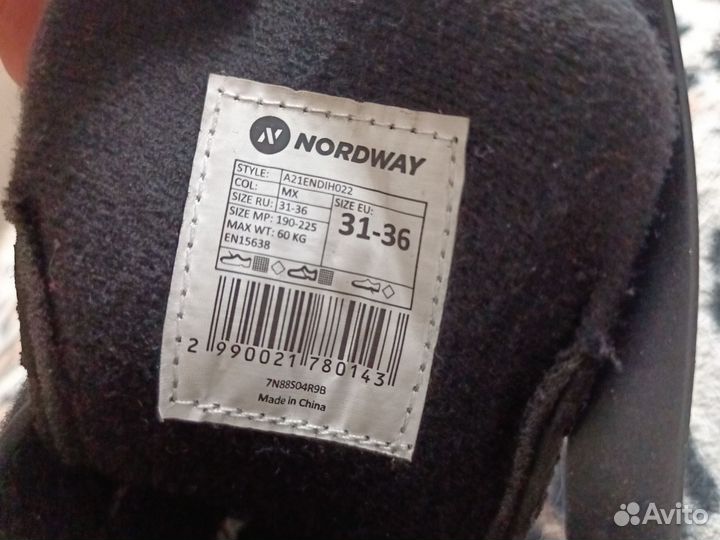 NORDWAY
STYLE: A21ENDIH022
COL: MX
SIZE RU: 31-36
SIZE MP: 190-225
MAX WT: 60 KG
EN15638
SIZE EU:
31-36
2 990021 780143
7N88S04R9B
Made in China
Avito